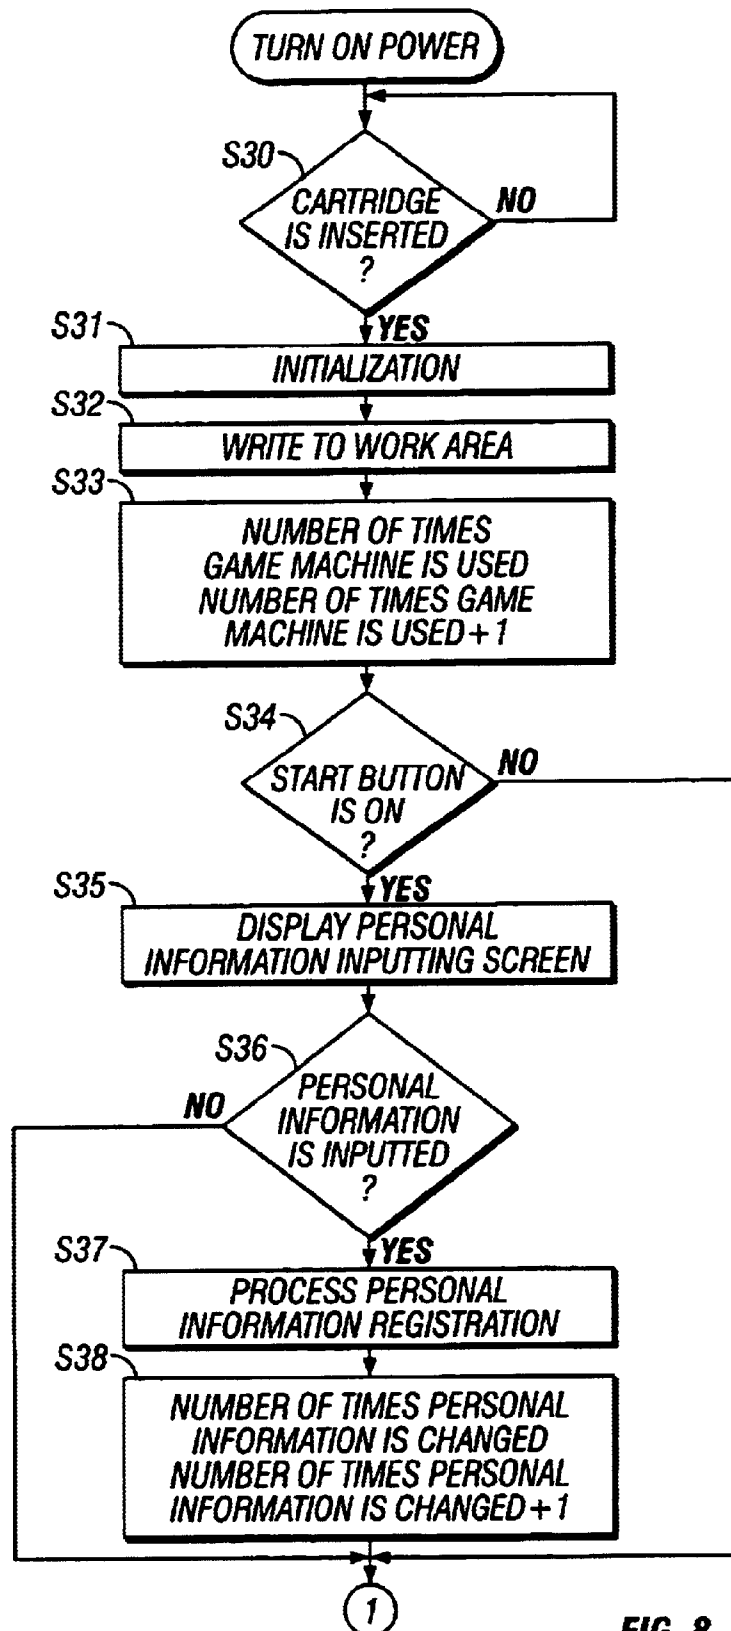 TURN ON POWER
S30
CARTRIDGE
IS INSERTED
?
NO
YES
S31
INITIALIZATION
S32
WRITE TO WORK AREA
S33
NUMBER OF TIMES
GAME MACHINE IS USED
NUMBER OF TIMES GAME
MACHINE IS USED+1
S34
START BUTTON
IS ON
?
NO
YES
S35
DISPLAY PERSONAL
INFORMATION INPUTTING SCREEN
S36
PERSONAL
INFORMATION
IS INPUTTED
?
NO
YES
S37
PROCESS PERSONAL
INFORMATION REGISTRATION
S38
NUMBER OF TIMES PERSONAL
INFORMATION IS CHANGED
NUMBER OF TIMES PERSONAL
INFORMATION IS CHANGED+1
1
FIG. 8